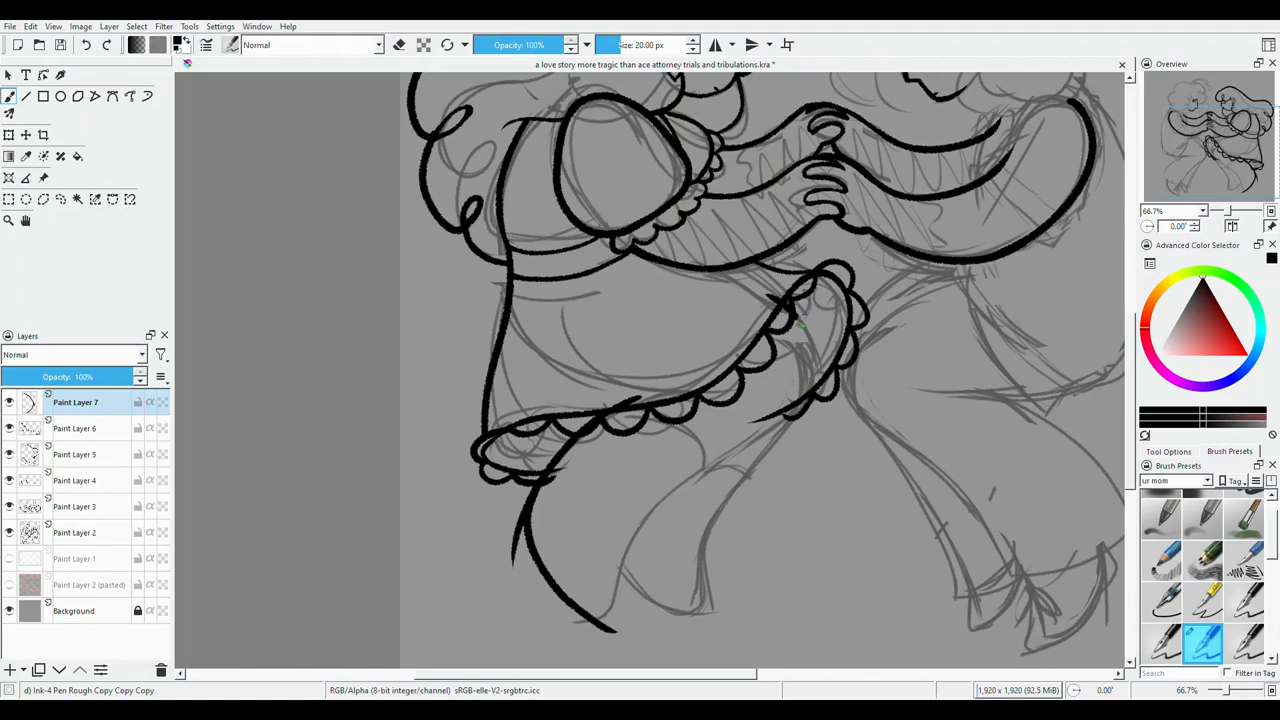 File Edit View Image Layer Select Filter Tools Settings Window Help
Normal Opacity: 100% Size: 20.00 px
a love story more tragic than ace attorney trials and tribulations.kra *
Overview
66.7%
0.00°
Advanced Color Selector
Layers
Normal
Opacity: 100%
Paint Layer 7
Paint Layer 6
Paint Layer 5
Paint Layer 4
Paint Layer 3
Paint Layer 2
Paint Layer 1
Paint Layer 2 (pasted)
Background
Tool Options Brush Presets
Brush Presets
ur mom Tag
Search Filter in Tag
d) Ink-4 Pen Rough Copy Copy Copy
RGB/Alpha (8-bit integer/channel) sRGB-elle-V2-srgbtrc.icc
1,920 x 1,920 (92.5 MiB) 0.00° 66.7%